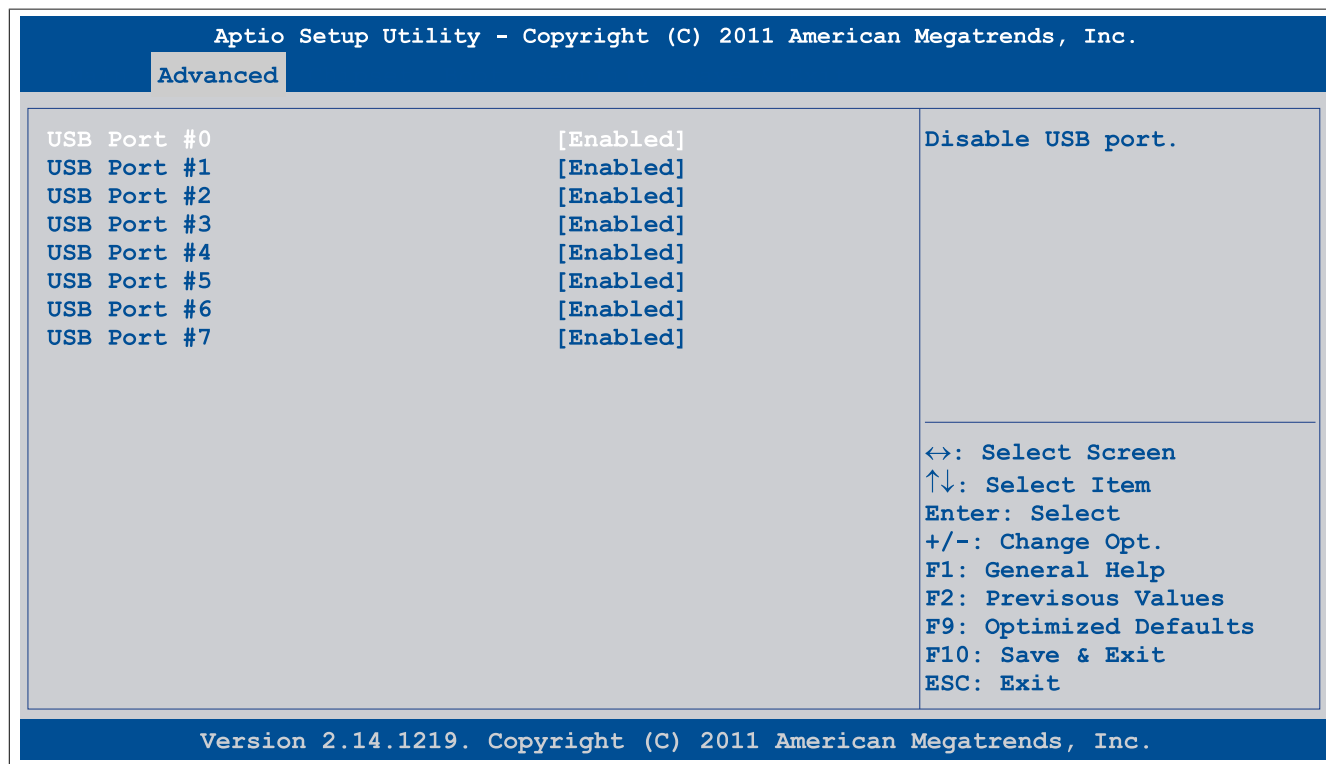 Aptio Setup Utility - Copyright (C) 2011 American Megatrends, Inc.
Advanced
USB Port #0 [Enabled]
USB Port #1 [Enabled]
USB Port #2 [Enabled]
USB Port #3 [Enabled]
USB Port #4 [Enabled]
USB Port #5 [Enabled]
USB Port #6 [Enabled]
USB Port #7 [Enabled]
Disable USB port.
↔: Select Screen
↑↓: Select Item
Enter: Select
+/-: Change Opt.
F1: General Help
F2: Previsous Values
F9: Optimized Defaults
F10: Save & Exit
ESC: Exit
Version 2.14.1219. Copyright (C) 2011 American Megatrends, Inc.